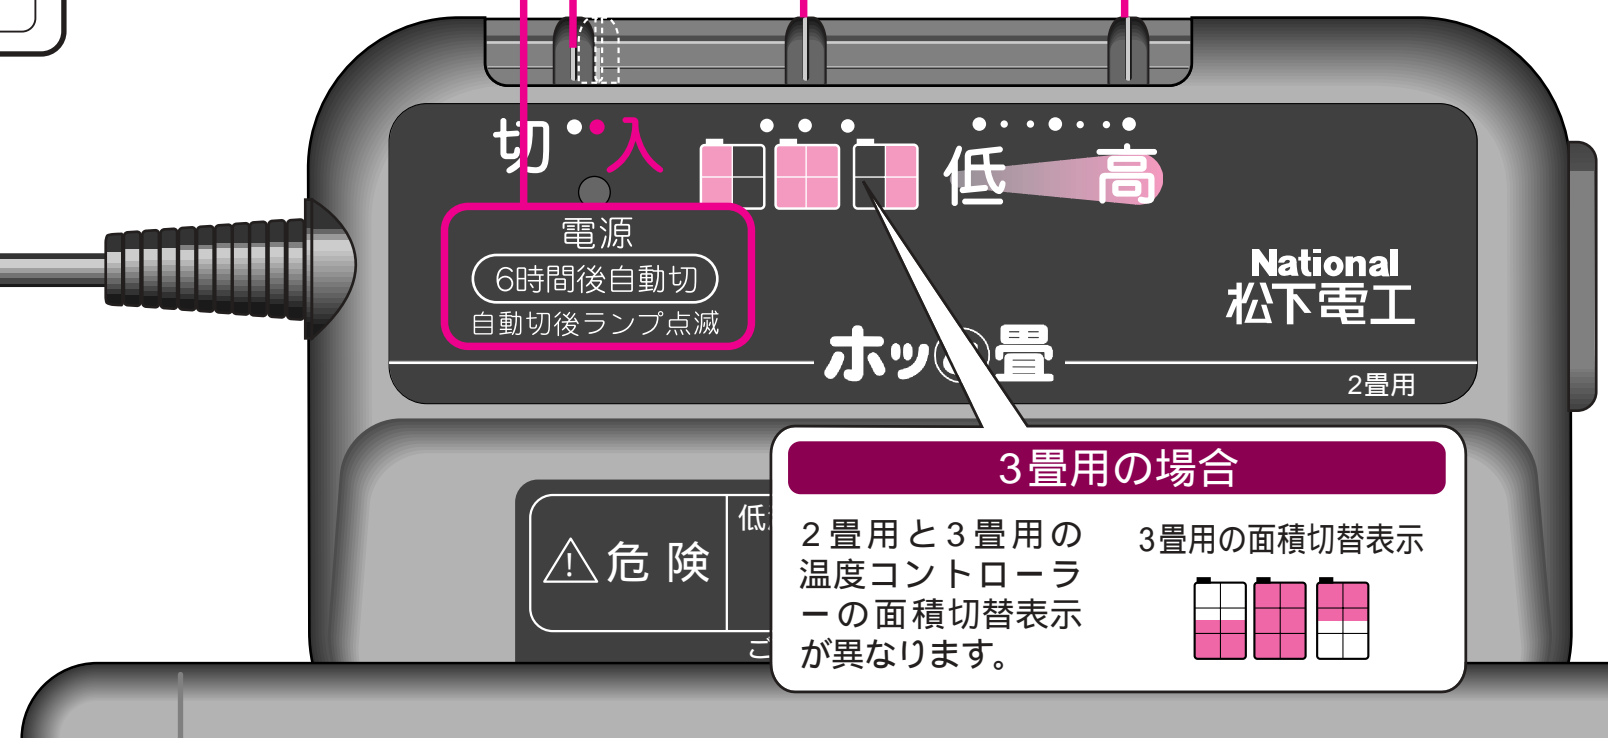 切 入
低 高
電源
6時間後自動切
自動切後ランプ点滅
National
松下電工
ホッ 畳
2畳用
危険
低
ご
3畳用の場合
2畳用と3畳用の
温度コントローラ
ーの面積切替表示
が異なります。
3畳用の面積切替表示